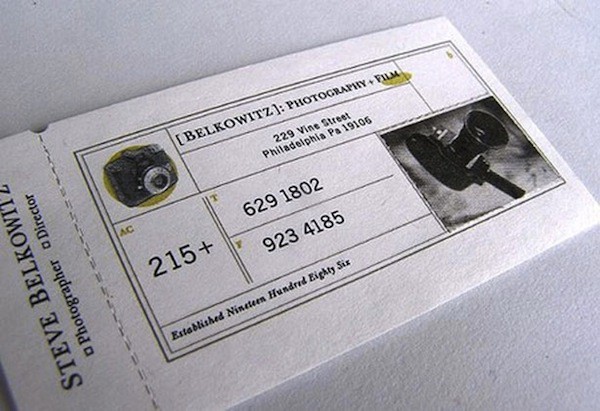 [BELKOWITZ]: PHOTOGRAPHY + FILM
229 Vine Street
Philadelphia Pa 19106
AC
215+
T
629 1802
F
923 4185
Established Nineteen Hundred Eighty Six
STEVE BELKOWITZ
Photographer Director